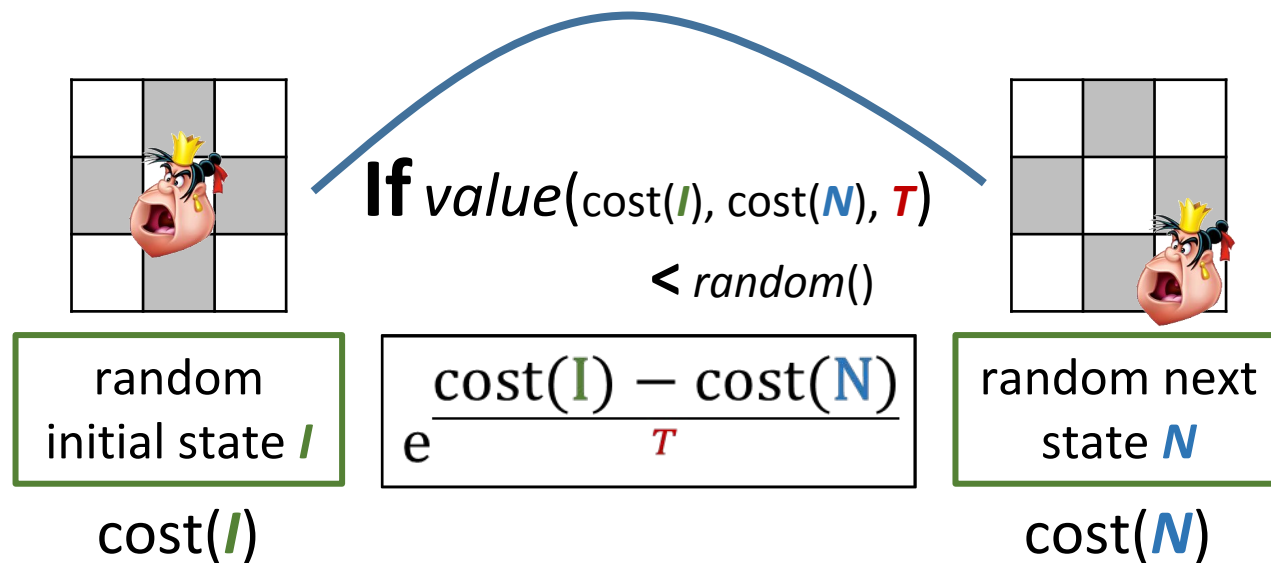 If value(cost(I), cost(N), T)
< random()
random
initial state I
e^((cost(I) − cost(N))/T)
random next
state N
cost(I)
cost(N)